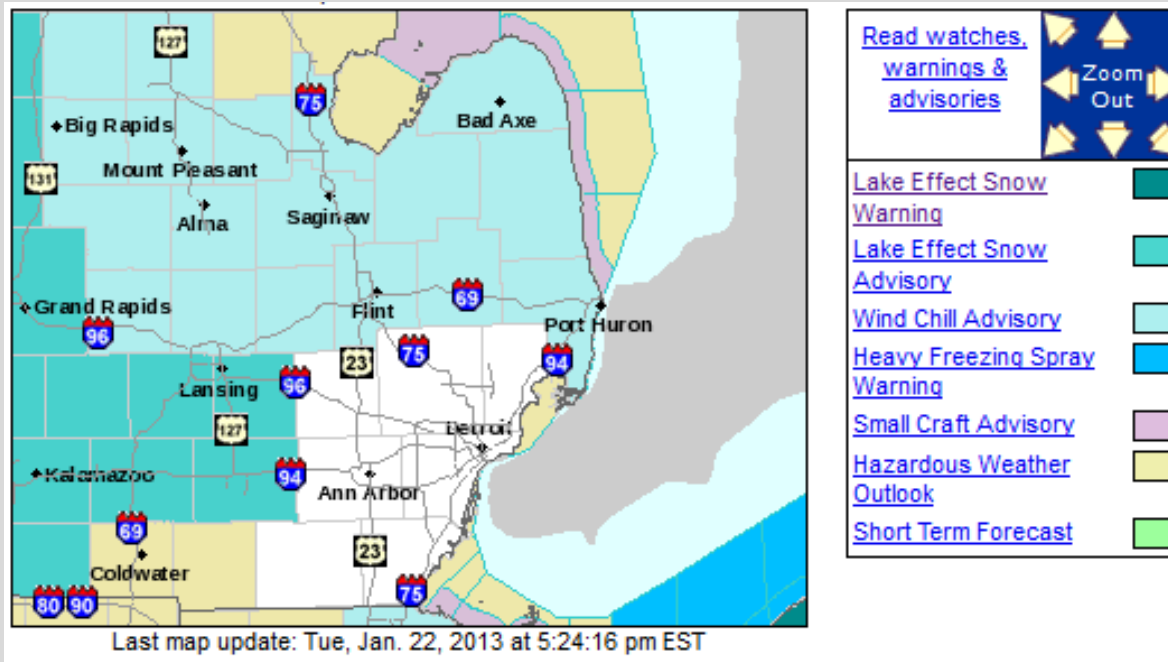 127
75
Bad Axe
Big Rapids
Mount Pleasant
131
Alma
Saginaw
Grand Rapids
96
Flint
69
Port Huron
23
75
94
Lansing
96
127
Detroit
Kalamazoo
94
Ann Arbor
69
23
Coldwater
80
90
75
Last map update: Tue, Jan. 22, 2013 at 5:24:16 pm EST
Read watches,
warnings &
advisories
Zoom
Out
Lake Effect Snow
Warning
Lake Effect Snow
Advisory
Wind Chill Advisory
Heavy Freezing Spray
Warning
Small Craft Advisory
Hazardous Weather
Outlook
Short Term Forecast